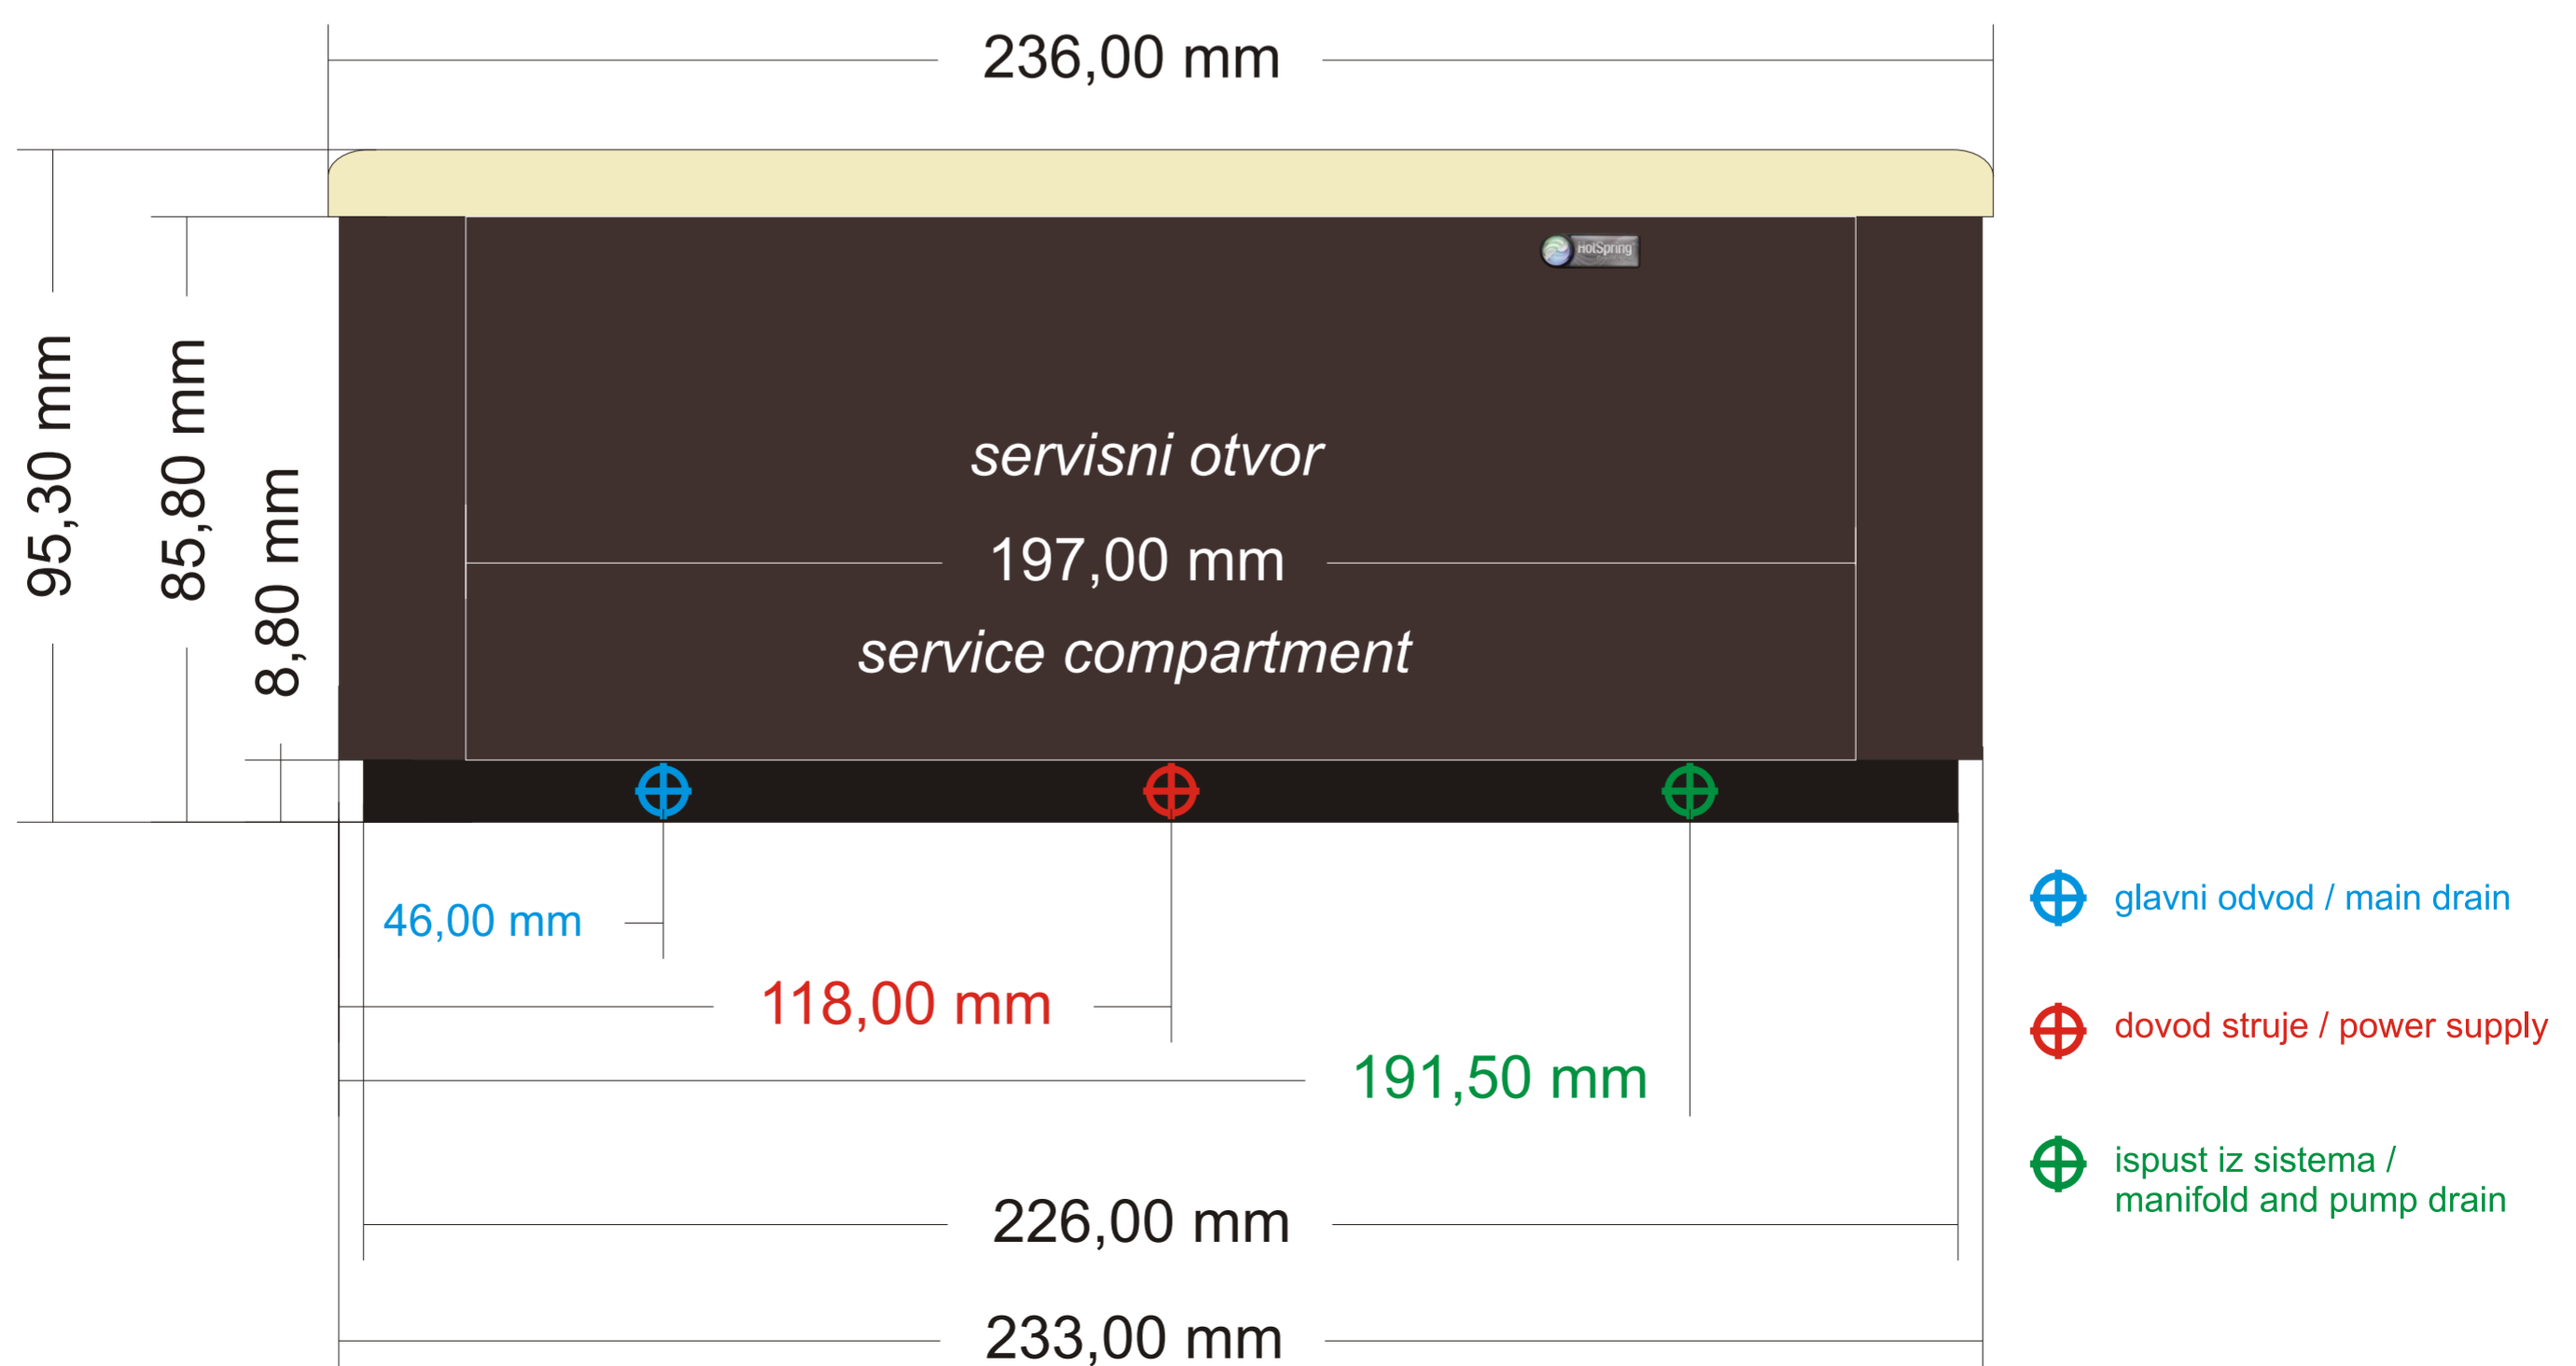 236,00 mm
HotSpring
95,30 mm
85,80 mm
8,80 mm
servisni otvor
197,00 mm
service compartment
46,00 mm
118,00 mm
191,50 mm
226,00 mm
233,00 mm
glavni odvod / main drain
dovod struje / power supply
ispust iz sistema /
manifold and pump drain